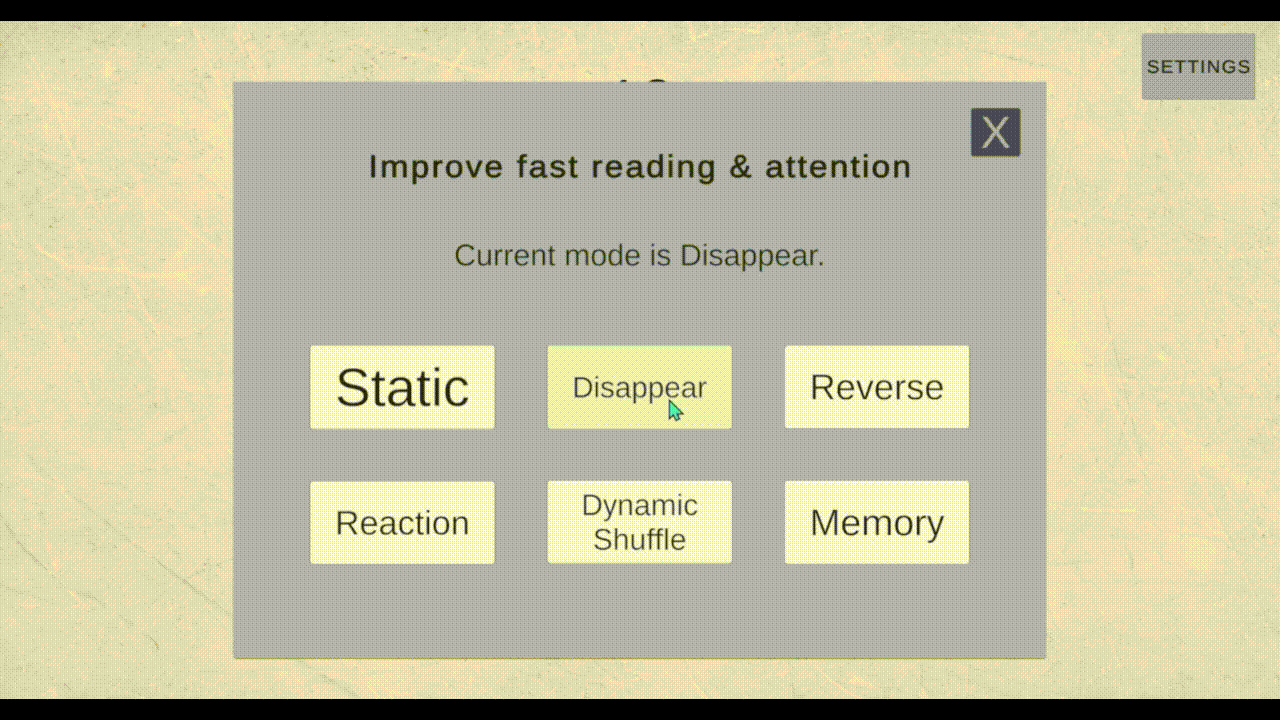 SETTINGS
X
Improve fast reading & attention
Current mode is Disappear.
Static
Disappear
Reverse
Reaction
Dynamic
Shuffle
Memory